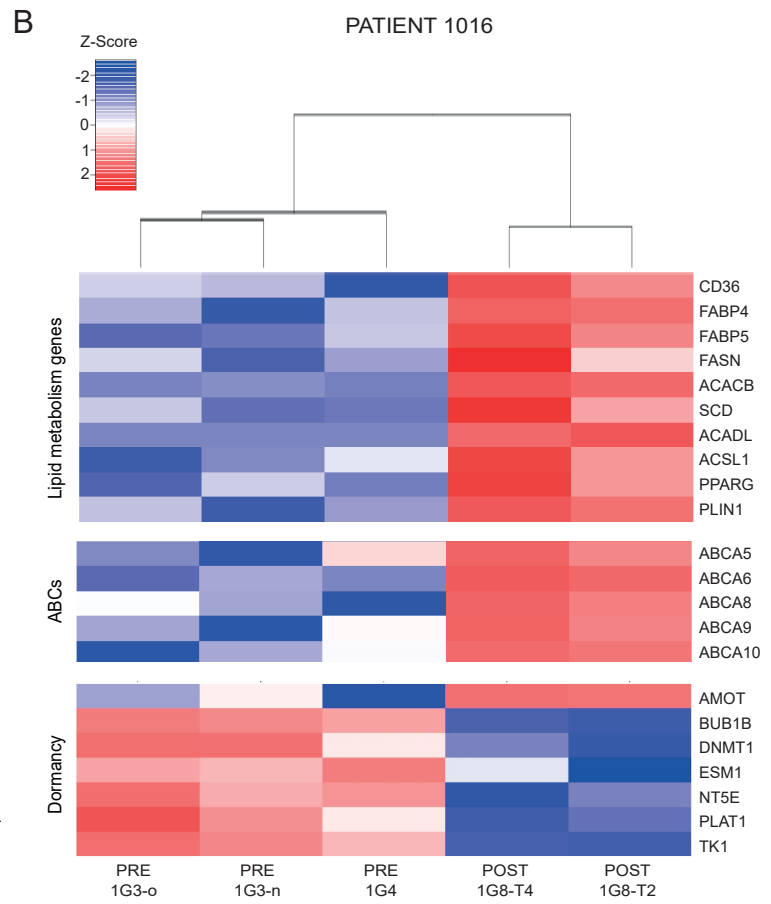 B
PATIENT 1016
Z-Score
-2
-1
0
1
2
Lipid metabolism genes
CD36
FABP4
FABP5
FASN
ACACB
SCD
ACADL
ACSL1
PPARG
PLIN1
ABCs
ABCA5
ABCA6
ABCA8
ABCA9
ABCA10
Dormancy
AMOT
BUB1B
DNMT1
ESM1
NT5E
PLAT1
TK1
PRE PRE PRE POST POST
1G3-o 1G3-n 1G4 1G8-T4 1G8-T2